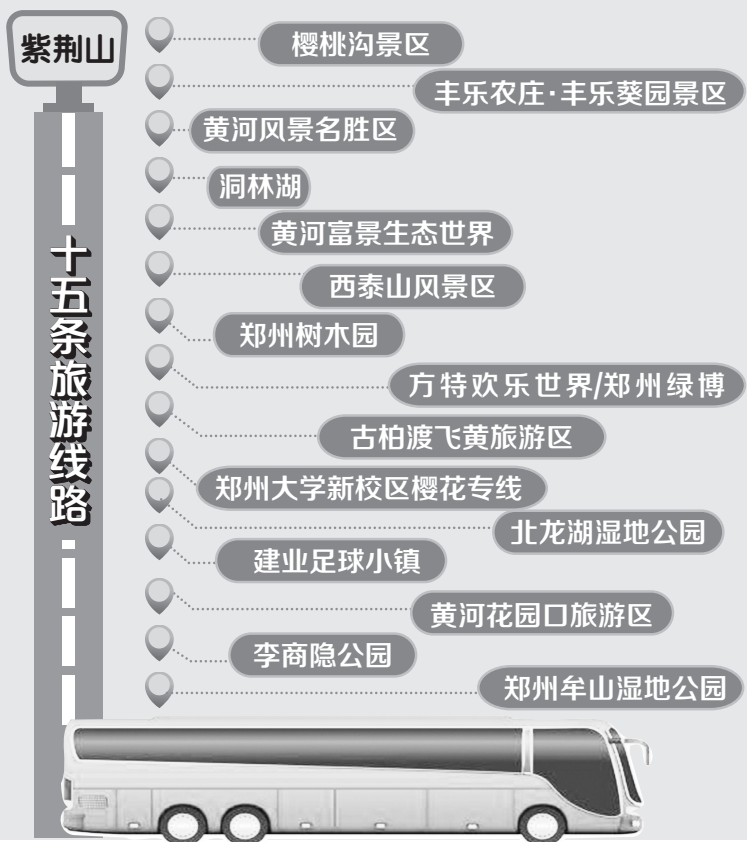 紫荆山
十五条旅游线路
樱桃沟景区
丰乐农庄·丰乐葵园景区
黄河风景名胜区
洞林湖
黄河富景生态世界
西泰山风景区
郑州树木园
方特欢乐世界/郑州绿博
古柏渡飞黄旅游区
郑州大学新校区樱花专线
北龙湖湿地公园
建业足球小镇
黄河花园口旅游区
李商隐公园
郑州牟山湿地公园